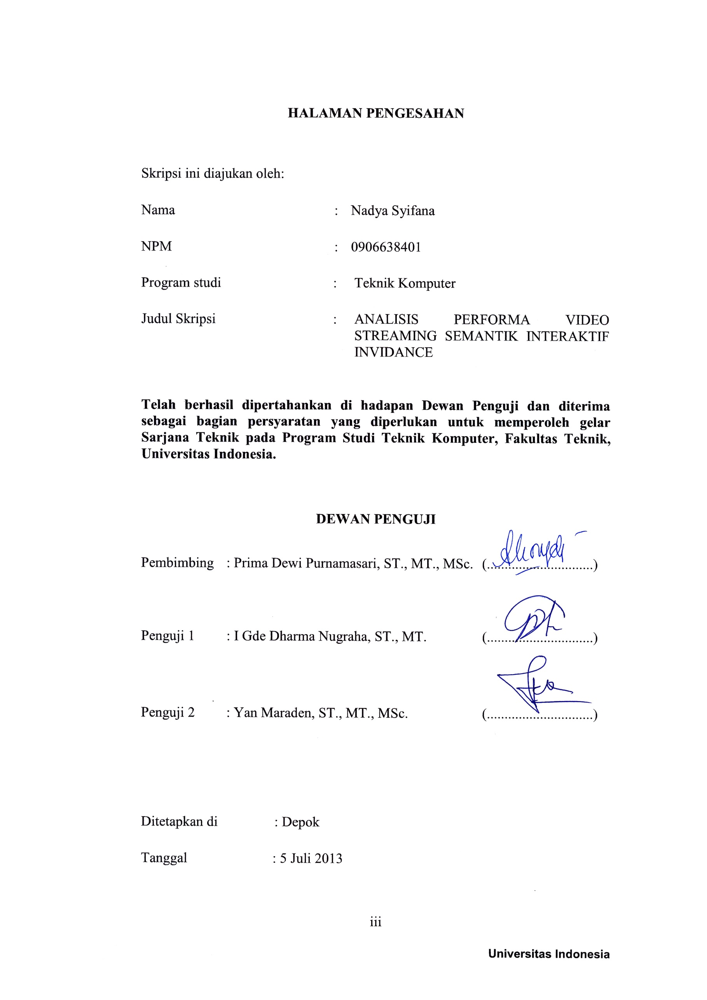 HALAMAN PENGESAHAN
Skripsi ini diajukan oleh:
Nama : Nadya Syifana
NPM : 0906638401
Program studi : Teknik Komputer
Judul Skripsi : ANALISIS PERFORMA VIDEO
STREAMING SEMANTIK INTERAKTIF
INVIDANCE
Telah berhasil dipertahankan di hadapan Dewan Penguji dan diterima
sebagai bagian persyaratan yang diperlukan untuk memperoleh gelar
Sarjana Teknik pada Program Studi Teknik Komputer, Fakultas Teknik,
Universitas Indonesia.
DEWAN PENGUJI
Pembimbing : Prima Dewi Purnamasari, ST., MT., MSc. (..............................)
Penguji 1 : I Gde Dharma Nugraha, ST., MT. (..............................)
Penguji 2 : Yan Maraden, ST., MT., MSc. (..............................)
Ditetapkan di : Depok
Tanggal : 5 Juli 2013
iii
Universitas Indonesia